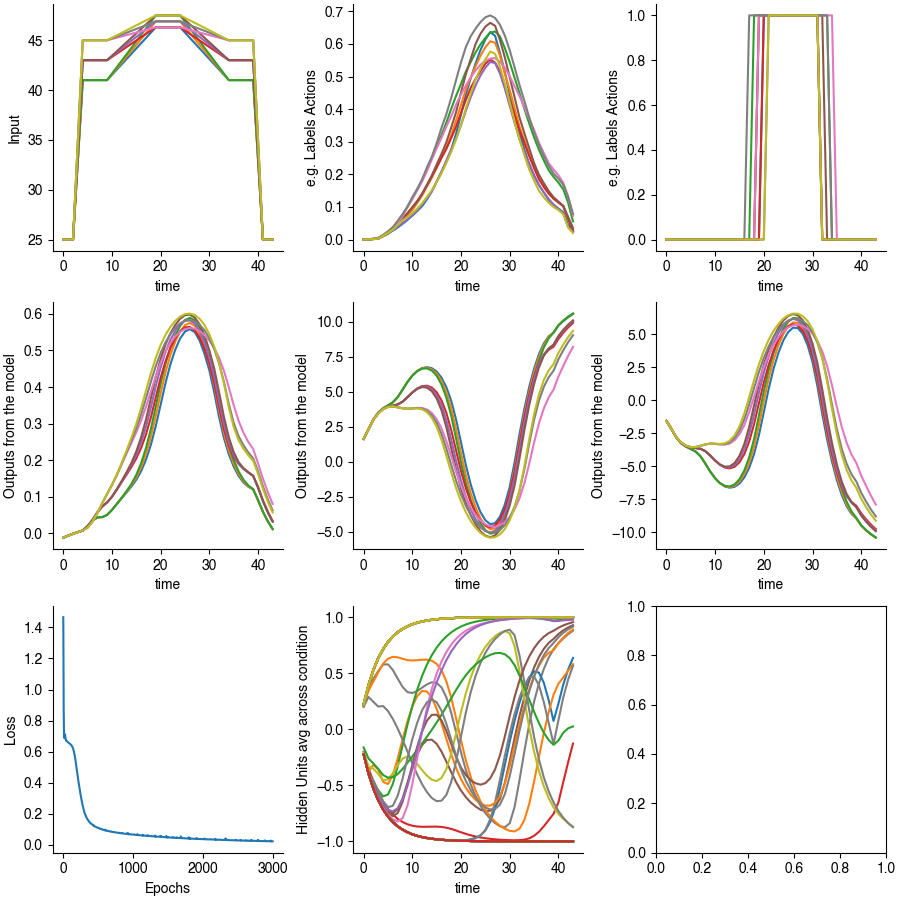 45
40
35
30
25
Input
0 10 20 30 40
time
0.7
0.6
0.5
0.4
0.3
0.2
0.1
0.0
e.g. Labels Actions
0 10 20 30 40
time
1.0
0.8
0.6
0.4
0.2
0.0
e.g. Labels Actions
0 10 20 30 40
time
0.6
0.5
0.4
0.3
0.2
0.1
0.0
Outputs from the model
0 10 20 30 40
time
10.0
7.5
5.0
2.5
0.0
−2.5
−5.0
Outputs from the model
0 10 20 30 40
time
5.0
2.5
0.0
−2.5
−5.0
−7.5
−10.0
Outputs from the model
0 10 20 30 40
time
1.4
1.2
1.0
0.8
0.6
0.4
0.2
0.0
Loss
0 1000 2000 3000
Epochs
1.0
0.5
0.0
−0.5
−1.0
Hidden Units avg across condition
0 10 20 30 40
time
1.0
0.8
0.6
0.4
0.2
0.0
0.0 0.2 0.4 0.6 0.8 1.0